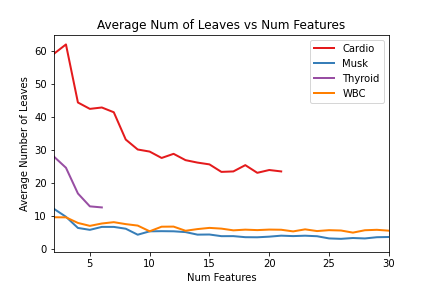 Average Num of Leaves vs Num Features
Average Number of Leaves
60
50
40
30
20
10
0
Cardio
Musk
Thyroid
WBC
5 10 15 20 25 30
Num Features